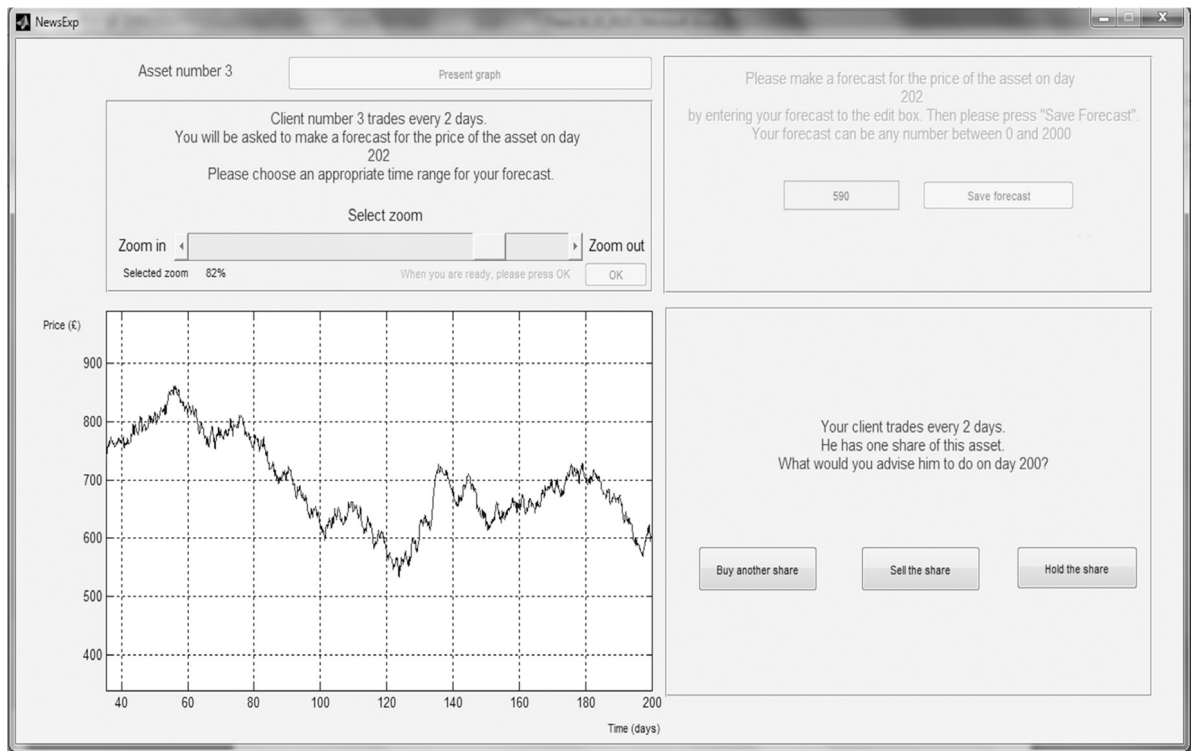 NewsExp
Asset number 3
Present graph
Client number 3 trades every 2 days.
You will be asked to make a forecast for the price of the asset on day
202
Please choose an appropriate time range for your forecast.
Select zoom
Zoom in
Zoom out
Selected zoom 82%
When you are ready, please press OK
OK
Please make a forecast for the price of the asset on day
202
by entering your forecast to the edit box. Then please press "Save Forecast".
Your forecast can be any number between 0 and 2000
590
Save forecast
Price (£)
900
800
700
600
500
400
40 60 80 100 120 140 160 180 200
Time (days)
Your client trades every 2 days.
He has one share of this asset.
What would you advise him to do on day 200?
Buy another share
Sell the share
Hold the share